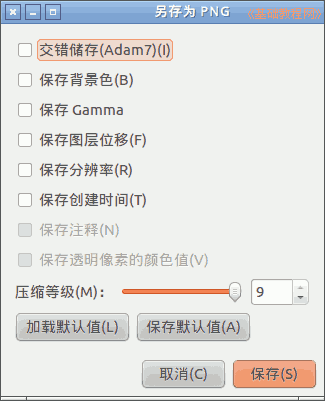 另存为 PNG
交错储存(Adam7)(I)
保存背景色(B)
保存 Gamma
保存图层位移(F)
保存分辨率(R)
保存创建时间(T)
保存注释(N)
保存透明像素的颜色值(V)
压缩等级(M)： 9
加载默认值(L) 保存默认值(A)
取消(C) 保存(S)